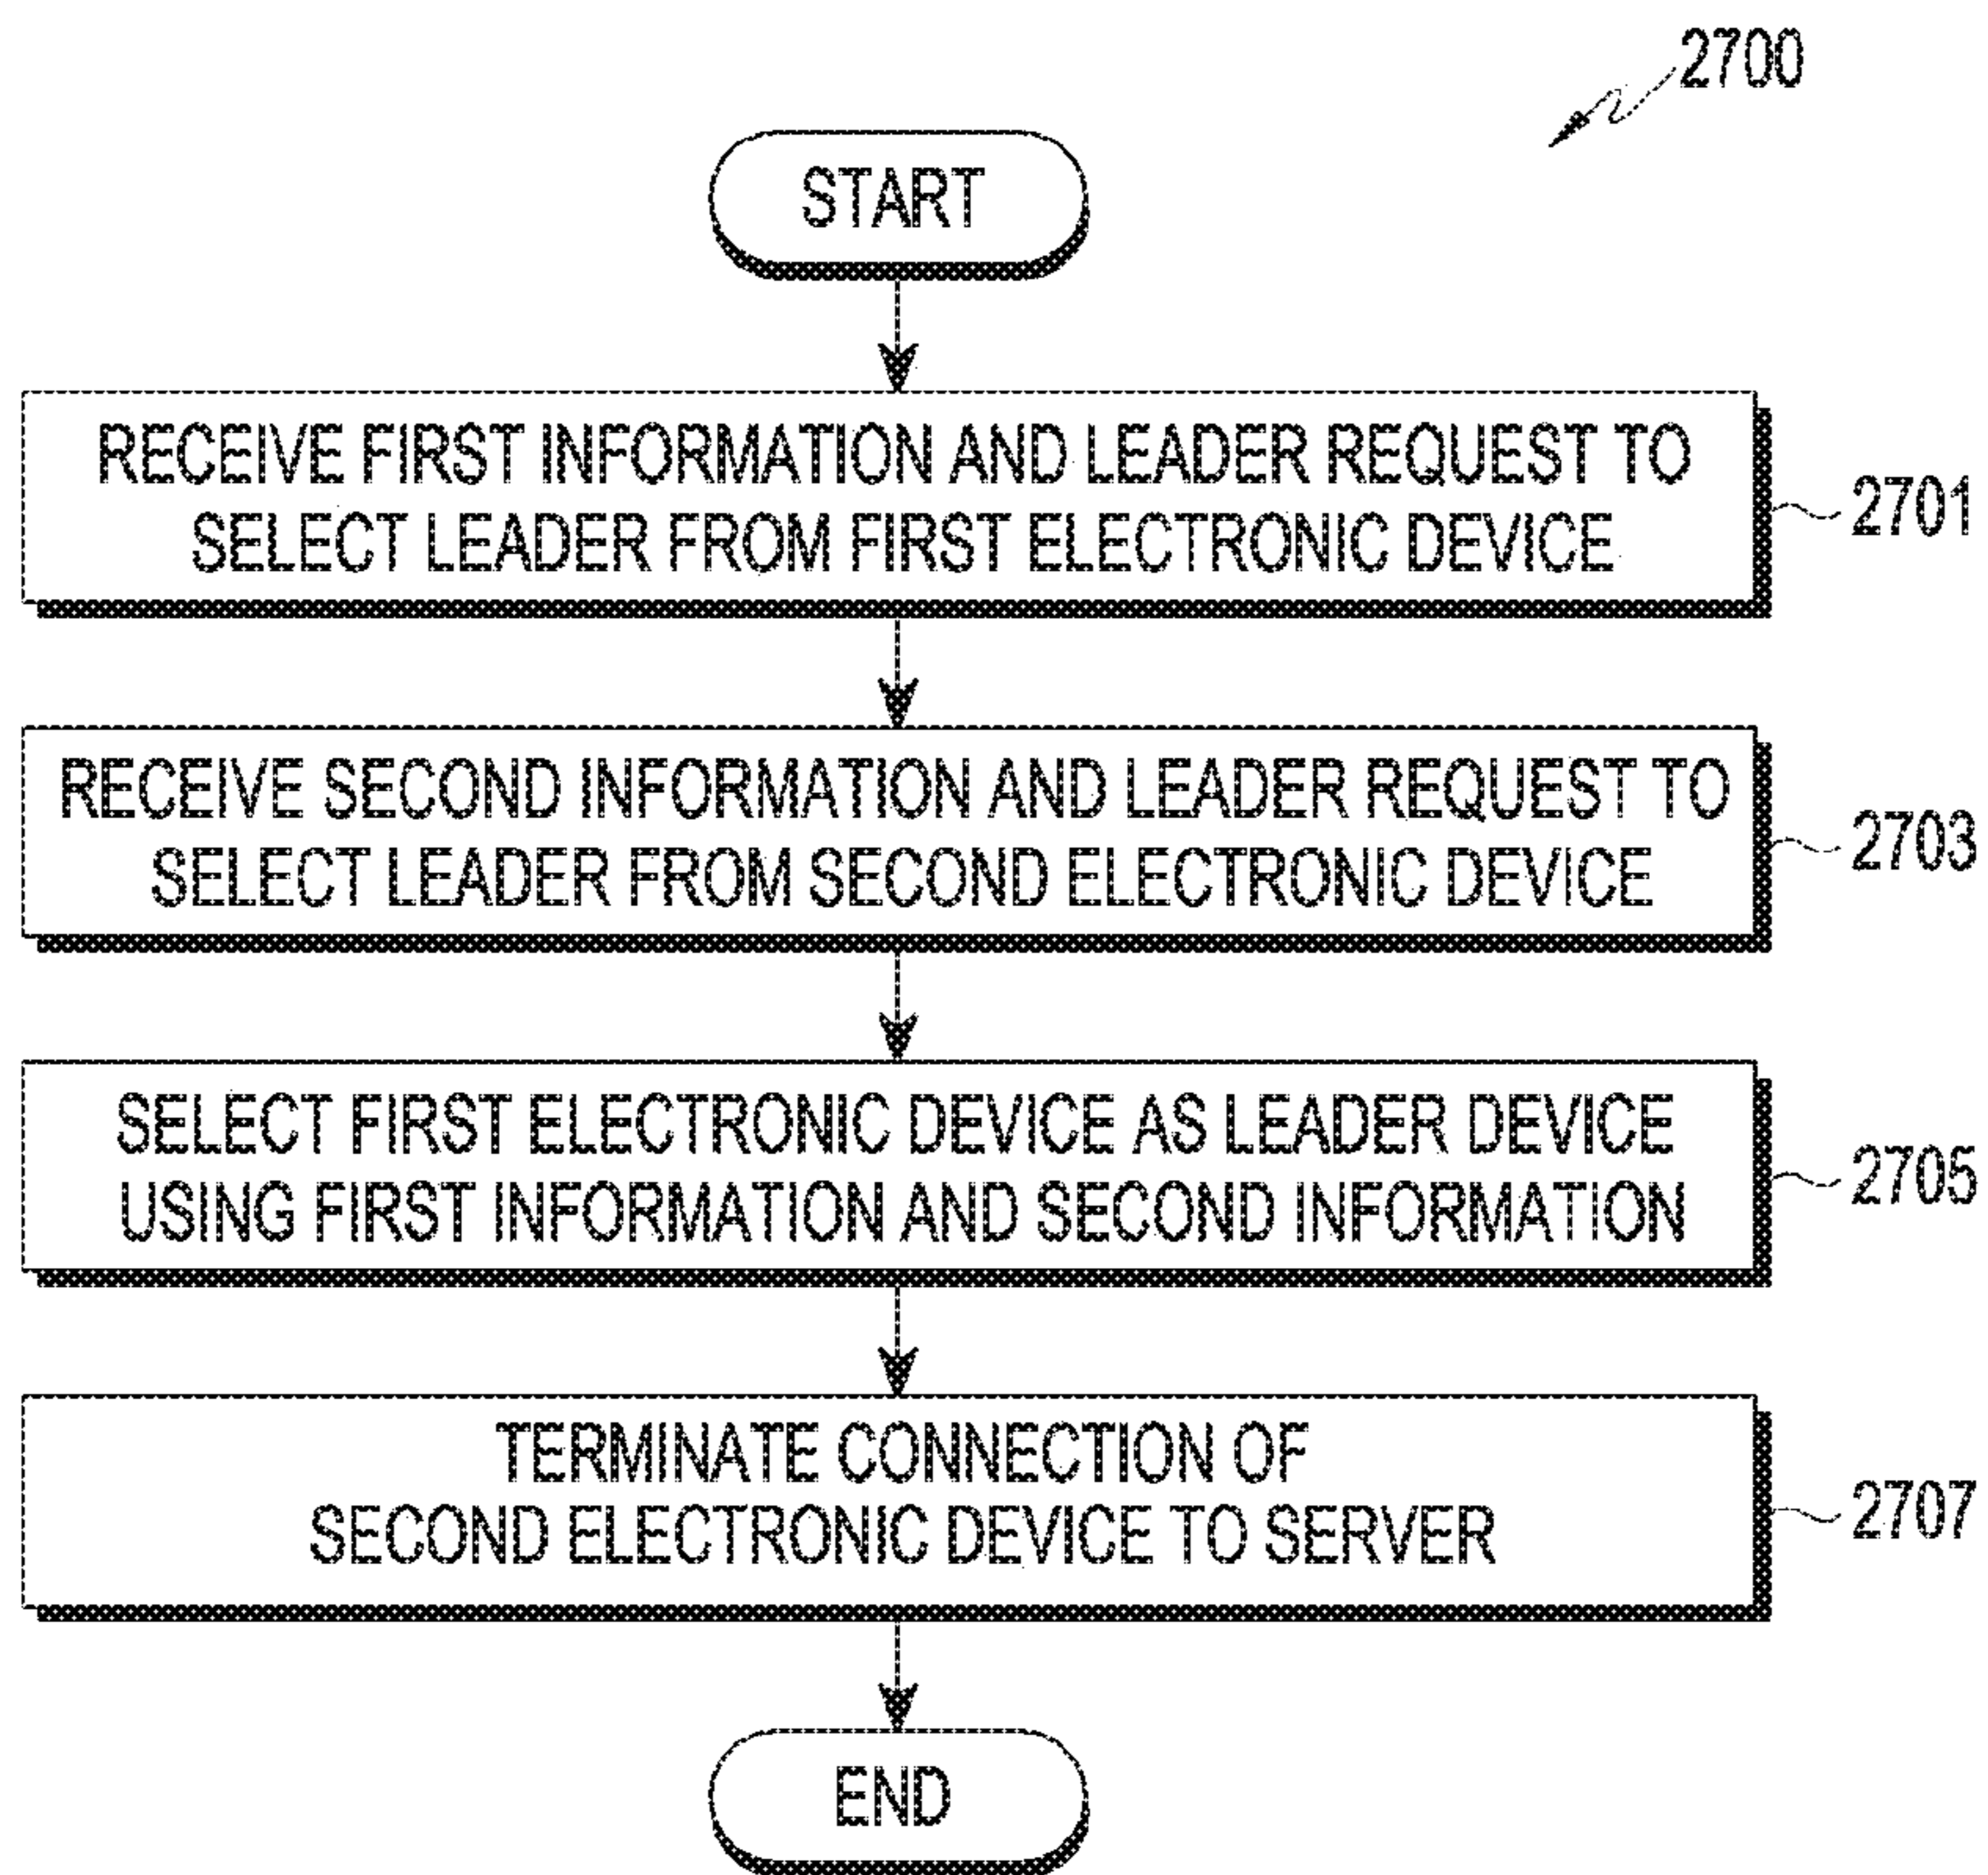 2700
START
RECEIVE FIRST INFORMATION AND LEADER REQUEST TO
SELECT LEADER FROM FIRST ELECTRONIC DEVICE
2701
RECEIVE SECOND INFORMATION AND LEADER REQUEST TO
SELECT LEADER FROM SECOND ELECTRONIC DEVICE
2703
SELECT FIRST ELECTRONIC DEVICE AS LEADER DEVICE
USING FIRST INFORMATION AND SECOND INFORMATION
2705
TERMINATE CONNECTION OF
SECOND ELECTRONIC DEVICE TO SERVER
2707
END